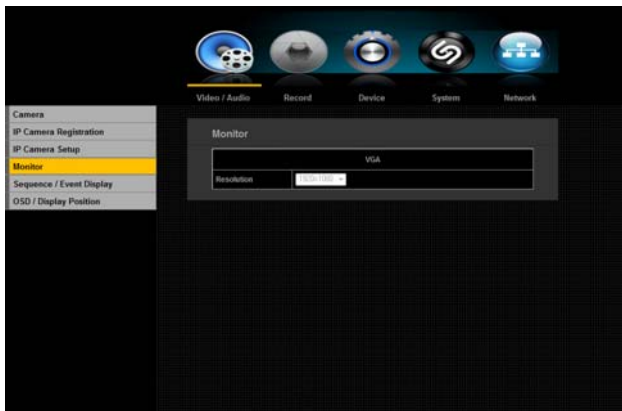 Video / Audio Record Device System Network
Camera
IP Camera Registration
IP Camera Setup
Monitor
Sequence / Event Display
OSD / Display Position
Monitor
VGA
Resolution 1920x1080